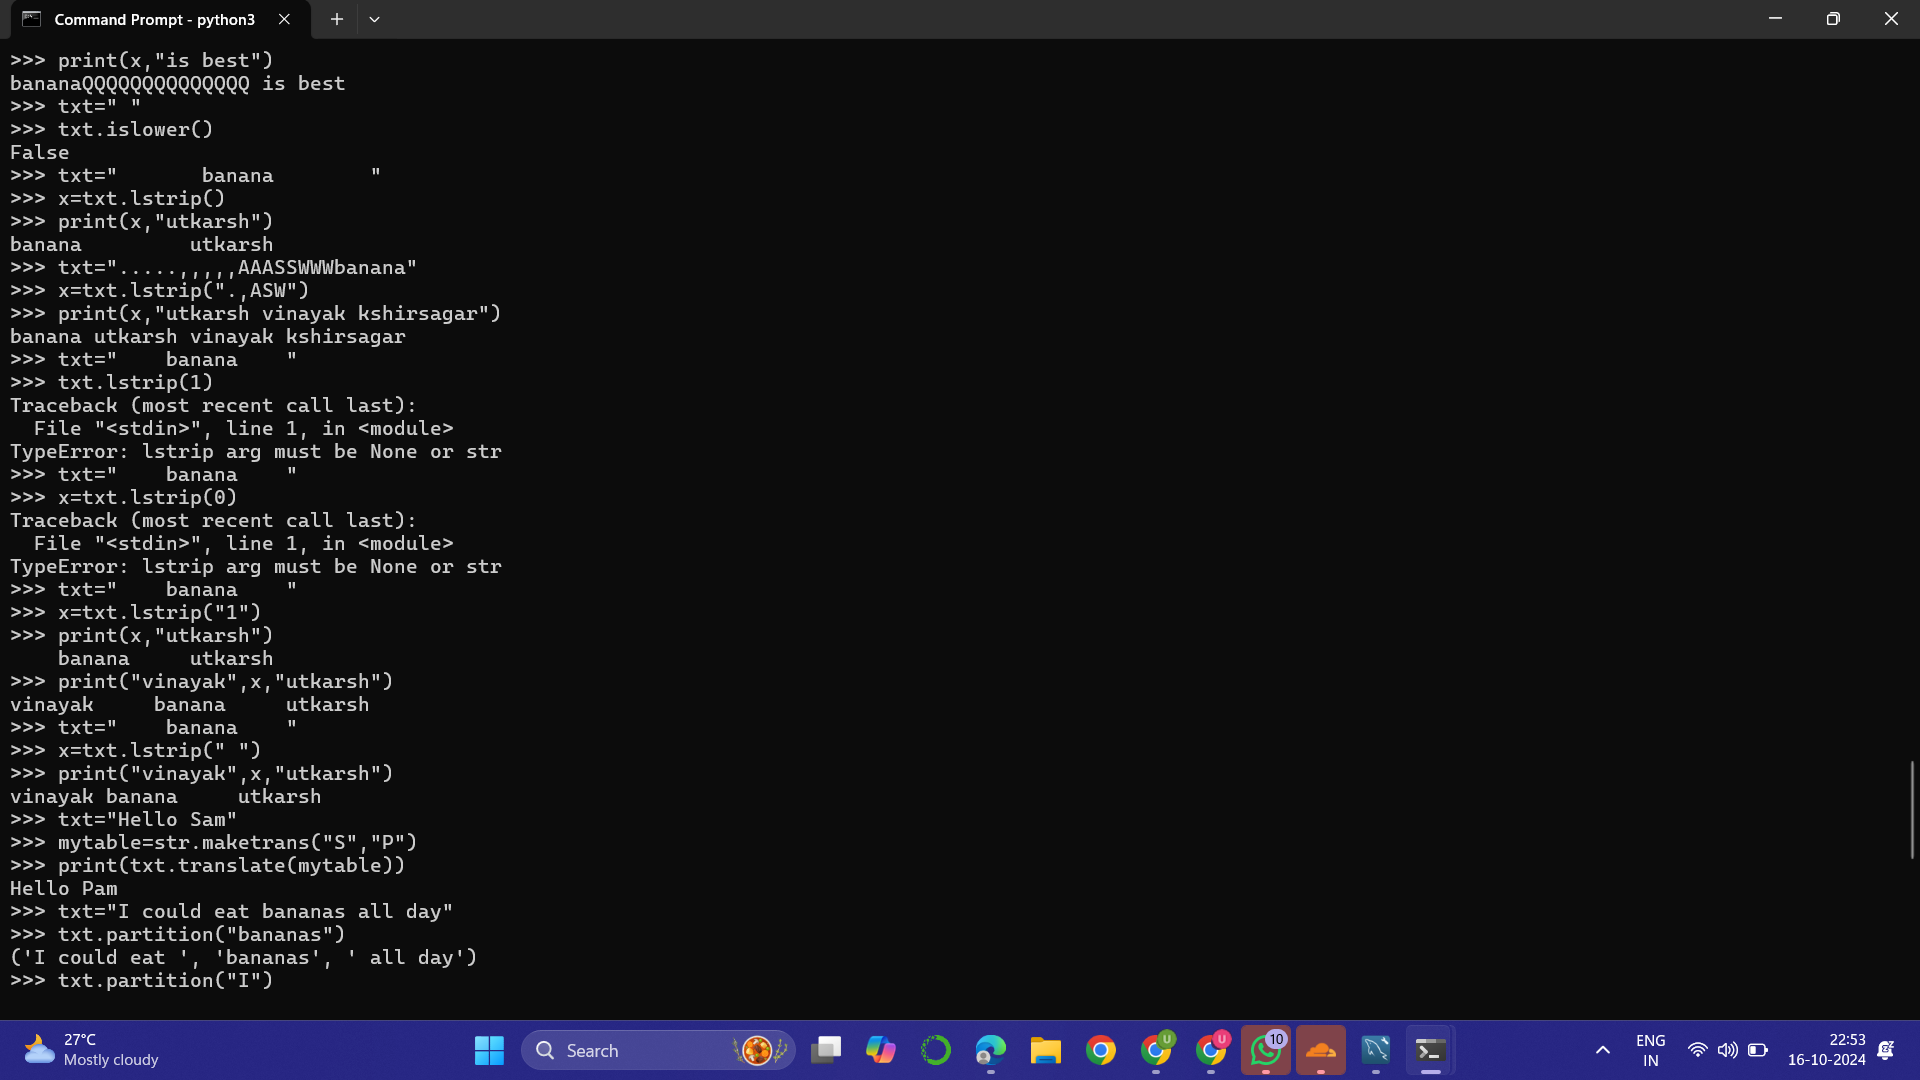 Command Prompt - python3
>>> print(x,"is best")
bananaQQQQQQQQQQQQQQ is best
>>> txt=" "
>>> txt.islower()
False
>>> txt="       banana        "
>>> x=txt.lstrip()
>>> print(x,"utkarsh")
banana         utkarsh
>>> txt=".....,,,,,AAASSWWWbanana"
>>> x=txt.lstrip(".,ASW")
>>> print(x,"utkarsh vinayak kshirsagar")
banana utkarsh vinayak kshirsagar
>>> txt="    banana    "
>>> txt.lstrip(1)
Traceback (most recent call last):
  File "<stdin>", line 1, in <module>
TypeError: lstrip arg must be None or str
>>> txt="    banana    "
>>> x=txt.lstrip(0)
Traceback (most recent call last):
  File "<stdin>", line 1, in <module>
TypeError: lstrip arg must be None or str
>>> txt="    banana    "
>>> x=txt.lstrip("1")
>>> print(x,"utkarsh")
    banana     utkarsh
>>> print("vinayak",x,"utkarsh")
vinayak     banana     utkarsh
>>> txt="    banana    "
>>> x=txt.lstrip(" ")
>>> print("vinayak",x,"utkarsh")
vinayak banana     utkarsh
>>> txt="Hello Sam"
>>> mytable=str.maketrans("S","P")
>>> print(txt.translate(mytable))
Hello Pam
>>> txt="I could eat bananas all day"
>>> txt.partition("bananas")
('I could eat ', 'bananas', ' all day')
>>> txt.partition("I")
27°C
Mostly cloudy
Search
U
U
10
ENG
IN
22:53
16-10-2024